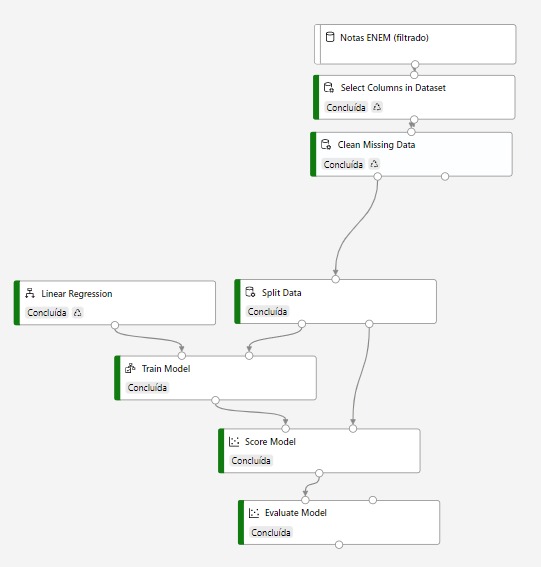 Notas ENEM (filtrado)
Select Columns in Dataset
Concluída
Clean Missing Data
Concluída
Linear Regression
Concluída
Split Data
Concluída
Train Model
Concluída
Score Model
Concluída
Evaluate Model
Concluída